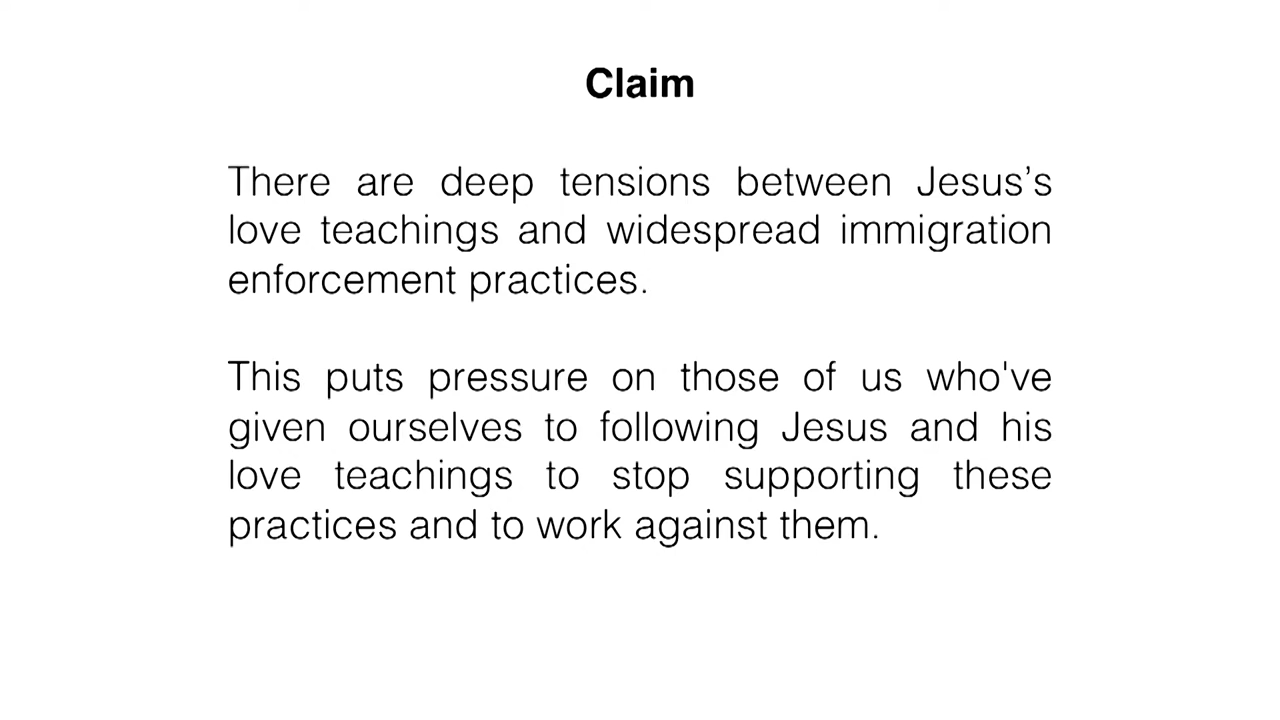 Claim
There are deep tensions between Jesus’s
love teachings and widespread immigration
enforcement practices.
This puts pressure on those of us who've
given ourselves to following Jesus and his
love teachings to stop supporting these
practices and to work against them.